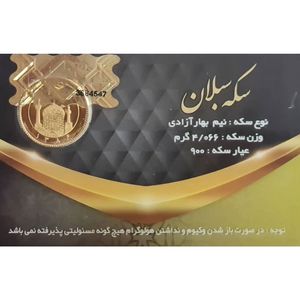 3584547
سکه سبلان
نوع سکه : نیم بهار آزادی
وزن سکه : ۴/۰۶۶ گرم
عیار سکه : ۹۰۰
توجه : در صورت باز شدن وکیوم و نداشتن هولوگرام هیچ گونه مسئولیتی پذیرفته نمی باشد